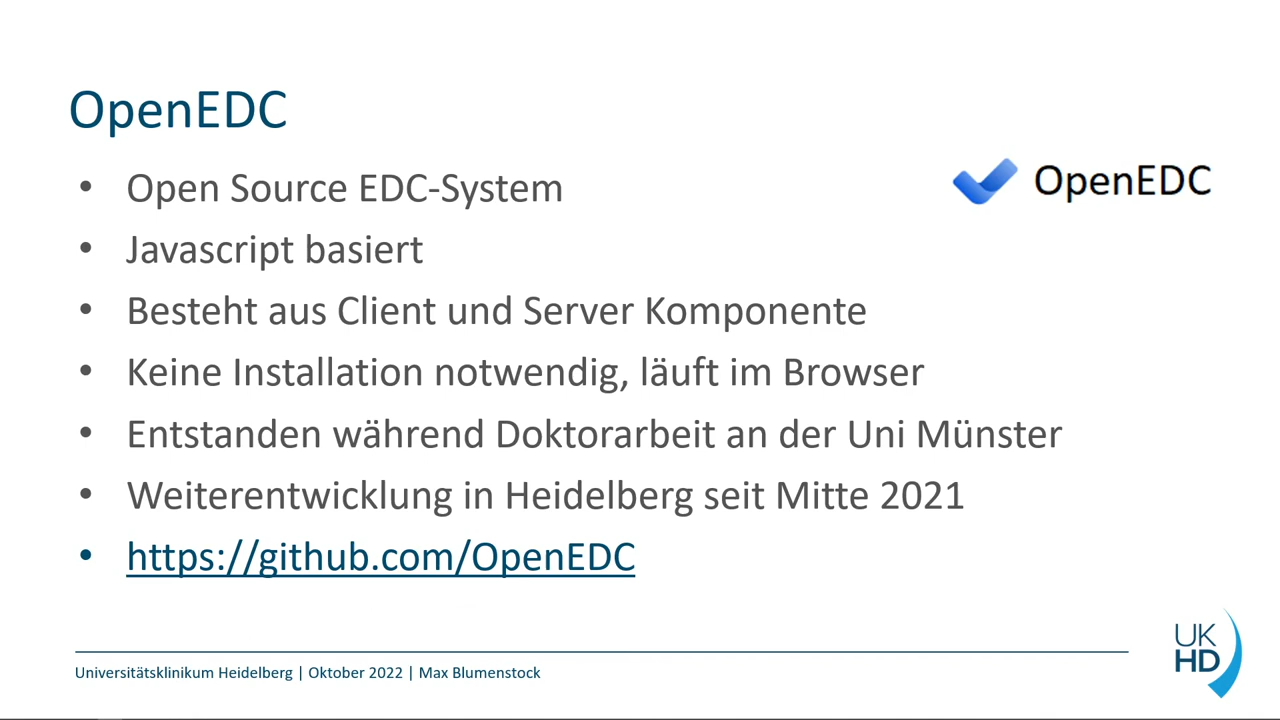 OpenEDC
• Open Source EDC-System
OpenEDC
• Javascript basiert
• Besteht aus Client und Server Komponente
• Keine Installation notwendig, läuft im Browser
• Entstanden während Doktorarbeit an der Uni Münster
• Weiterentwicklung in Heidelberg seit Mitte 2021
• https://github.com/OpenEDC
UK
HD
Universitätsklinikum Heidelberg | Oktober 2022 | Max Blumenstock